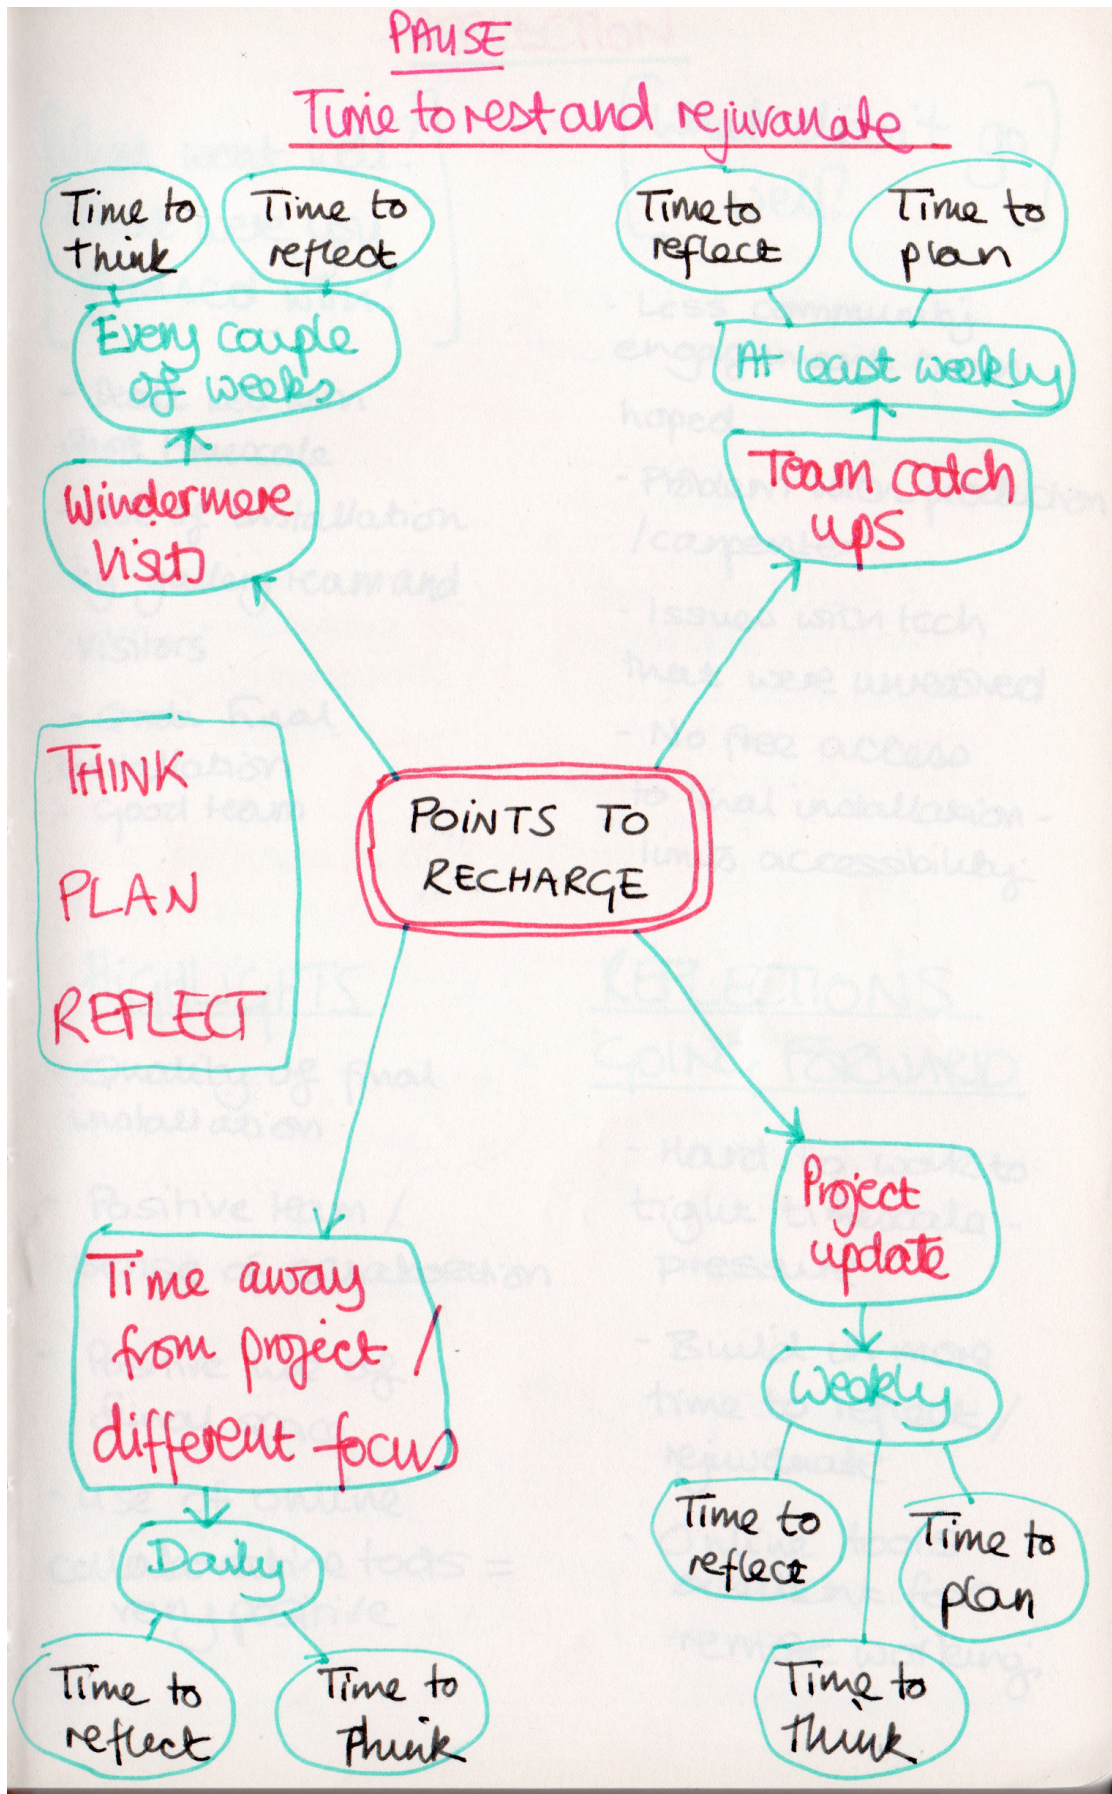 PAUSE
Time to rest and rejuvanate
Time to
think
Time to
reflect
Every couple
of weeks
Windermere
Visits
Time to
reflect
Time to
plan
At least weekly
Team catch
ups
THINK
PLAN
REFLECT
POINTS TO
RECHARGE
Time away
from project /
different focus
Daily
Time to
reflect
Time to
Think
Project
update
Weekly
Time to
reflect
Time to
think
Time to
plan